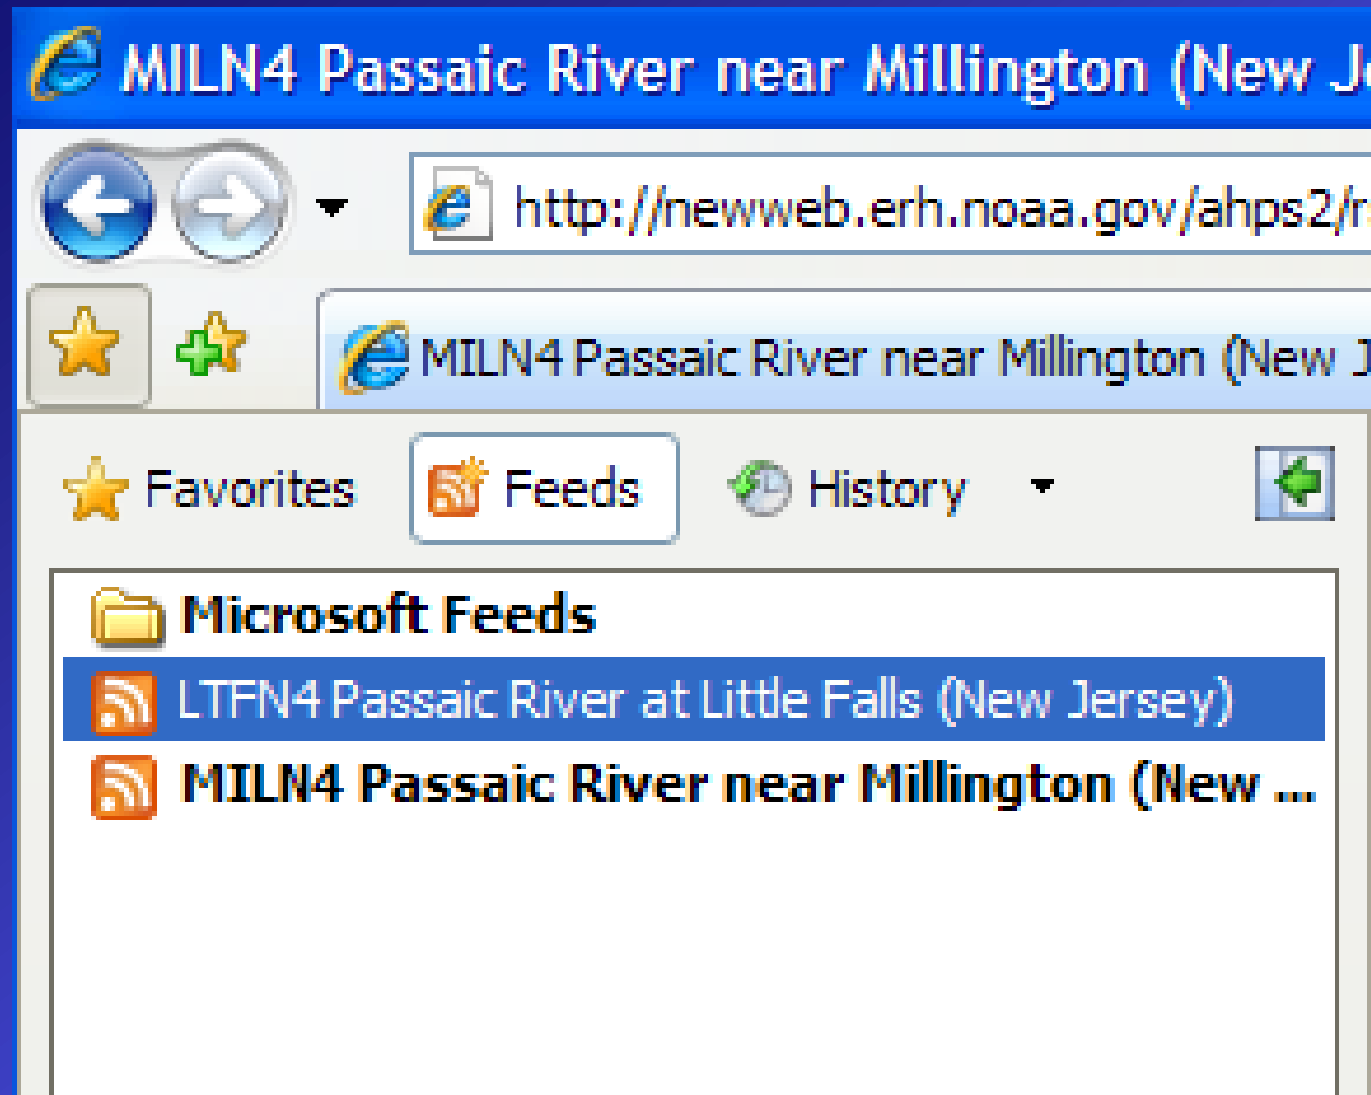 MILN4 Passaic River near Millington (New
http://newweb.erh.noaa.gov/ahps2/r
MILN4 Passaic River near Millington (New J
Favorites Feeds History
Microsoft Feeds
LTFN4 Passaic River at Little Falls (New Jersey)
MILN4 Passaic River near Millington (New ...